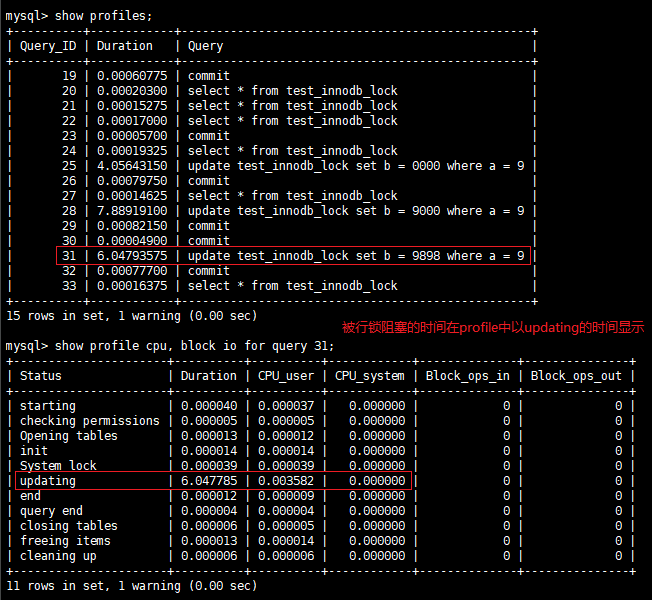 mysql> show profiles;
+----------+------------+---------------------------------------------------+
| Query_ID | Duration   | Query                                             |
+----------+------------+---------------------------------------------------+
|       19 | 0.00060775 | commit                                            |
|       20 | 0.00020300 | select * from test_innodb_lock                    |
|       21 | 0.00015275 | select * from test_innodb_lock                    |
|       22 | 0.00017000 | select * from test_innodb_lock                    |
|       23 | 0.00005700 | commit                                            |
|       24 | 0.00019325 | select * from test_innodb_lock                    |
|       25 | 4.05643150 | update test_innodb_lock set b = 0000 where a = 9 |
|       26 | 0.00079750 | commit                                            |
|       27 | 0.00014625 | select * from test_innodb_lock                    |
|       28 | 7.88919100 | update test_innodb_lock set b = 9000 where a = 9 |
|       29 | 0.00082150 | commit                                            |
|       30 | 0.00004900 | commit                                            |
|       31 | 6.04793575 | update test_innodb_lock set b = 9898 where a = 9 |
|       32 | 0.00077700 | commit                                            |
|       33 | 0.00016375 | select * from test_innodb_lock                    |
+----------+------------+---------------------------------------------------+
15 rows in set, 1 warning (0.00 sec)
被行锁阻塞的时间在profile中以updating的时间显示
mysql> show profile cpu, block io for query 31;
+----------------------+----------+----------+------------+--------------+---------------+
| Status               | Duration | CPU_user | CPU_system | Block_ops_in | Block_ops_out |
+----------------------+----------+----------+------------+--------------+---------------+
| starting             | 0.000040 | 0.000037 |   0.000000 |            0 |             0 |
| checking permissions | 0.000005 | 0.000005 |   0.000000 |            0 |             0 |
| Opening tables       | 0.000013 | 0.000012 |   0.000000 |            0 |             0 |
| init                 | 0.000014 | 0.000014 |   0.000000 |            0 |             0 |
| System lock          | 0.000039 | 0.000039 |   0.000000 |            0 |             0 |
| updating             | 6.047785 | 0.003582 |   0.000000 |            0 |             0 |
| end                  | 0.000012 | 0.000009 |   0.000000 |            0 |             0 |
| query end            | 0.000004 | 0.000004 |   0.000000 |            0 |             0 |
| closing tables       | 0.000006 | 0.000005 |   0.000000 |            0 |             0 |
| freeing items        | 0.000013 | 0.000014 |   0.000000 |            0 |             0 |
| cleaning up          | 0.000006 | 0.000006 |   0.000000 |            0 |             0 |
+----------------------+----------+----------+------------+--------------+---------------+
11 rows in set, 1 warning (0.00 sec)